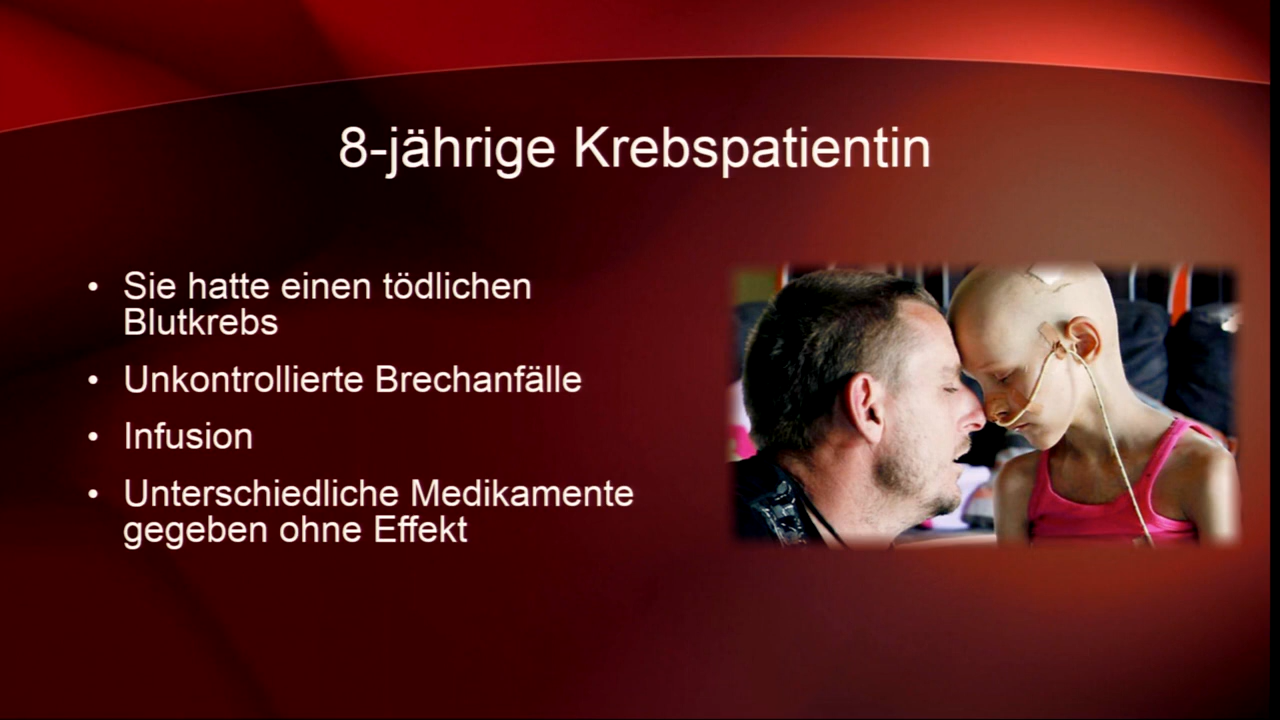 8-jährige Krebspatientin
• Sie hatte einen tödlichen
Blutkrebs
• Unkontrollierte Brechanfälle
• Infusion
• Unterschiedliche Medikamente
gegeben ohne Effekt